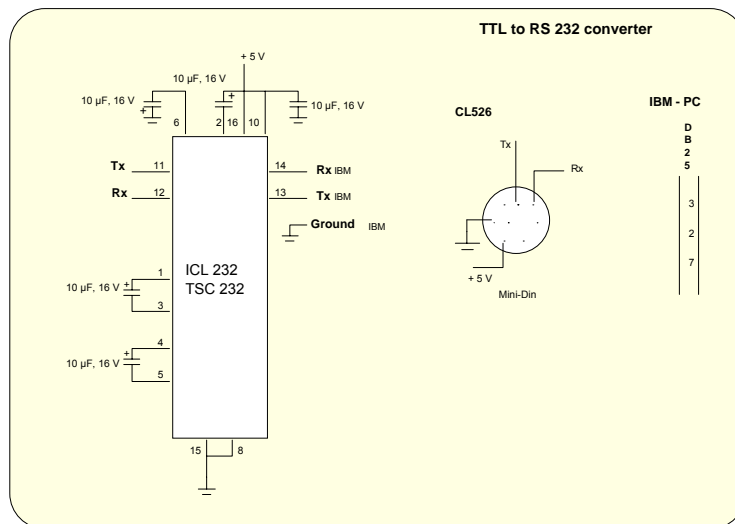 TTL to RS 232 converter
+ 5 V
10 µF, 16 V
10 µF, 16 V
10 µF, 16 V
+
+
6
2
16
10
Tx
11
14
Rx IBM
Rx
12
13
Tx IBM
Ground IBM
ICL 232
TSC 232
1
10 µF, 16 V
+
3
4
10 µF, 16 V
+
5
15
8
CL526
Tx
Rx
+ 5 V
Mini-Din
IBM - PC
D
B
2
5
3
2
7